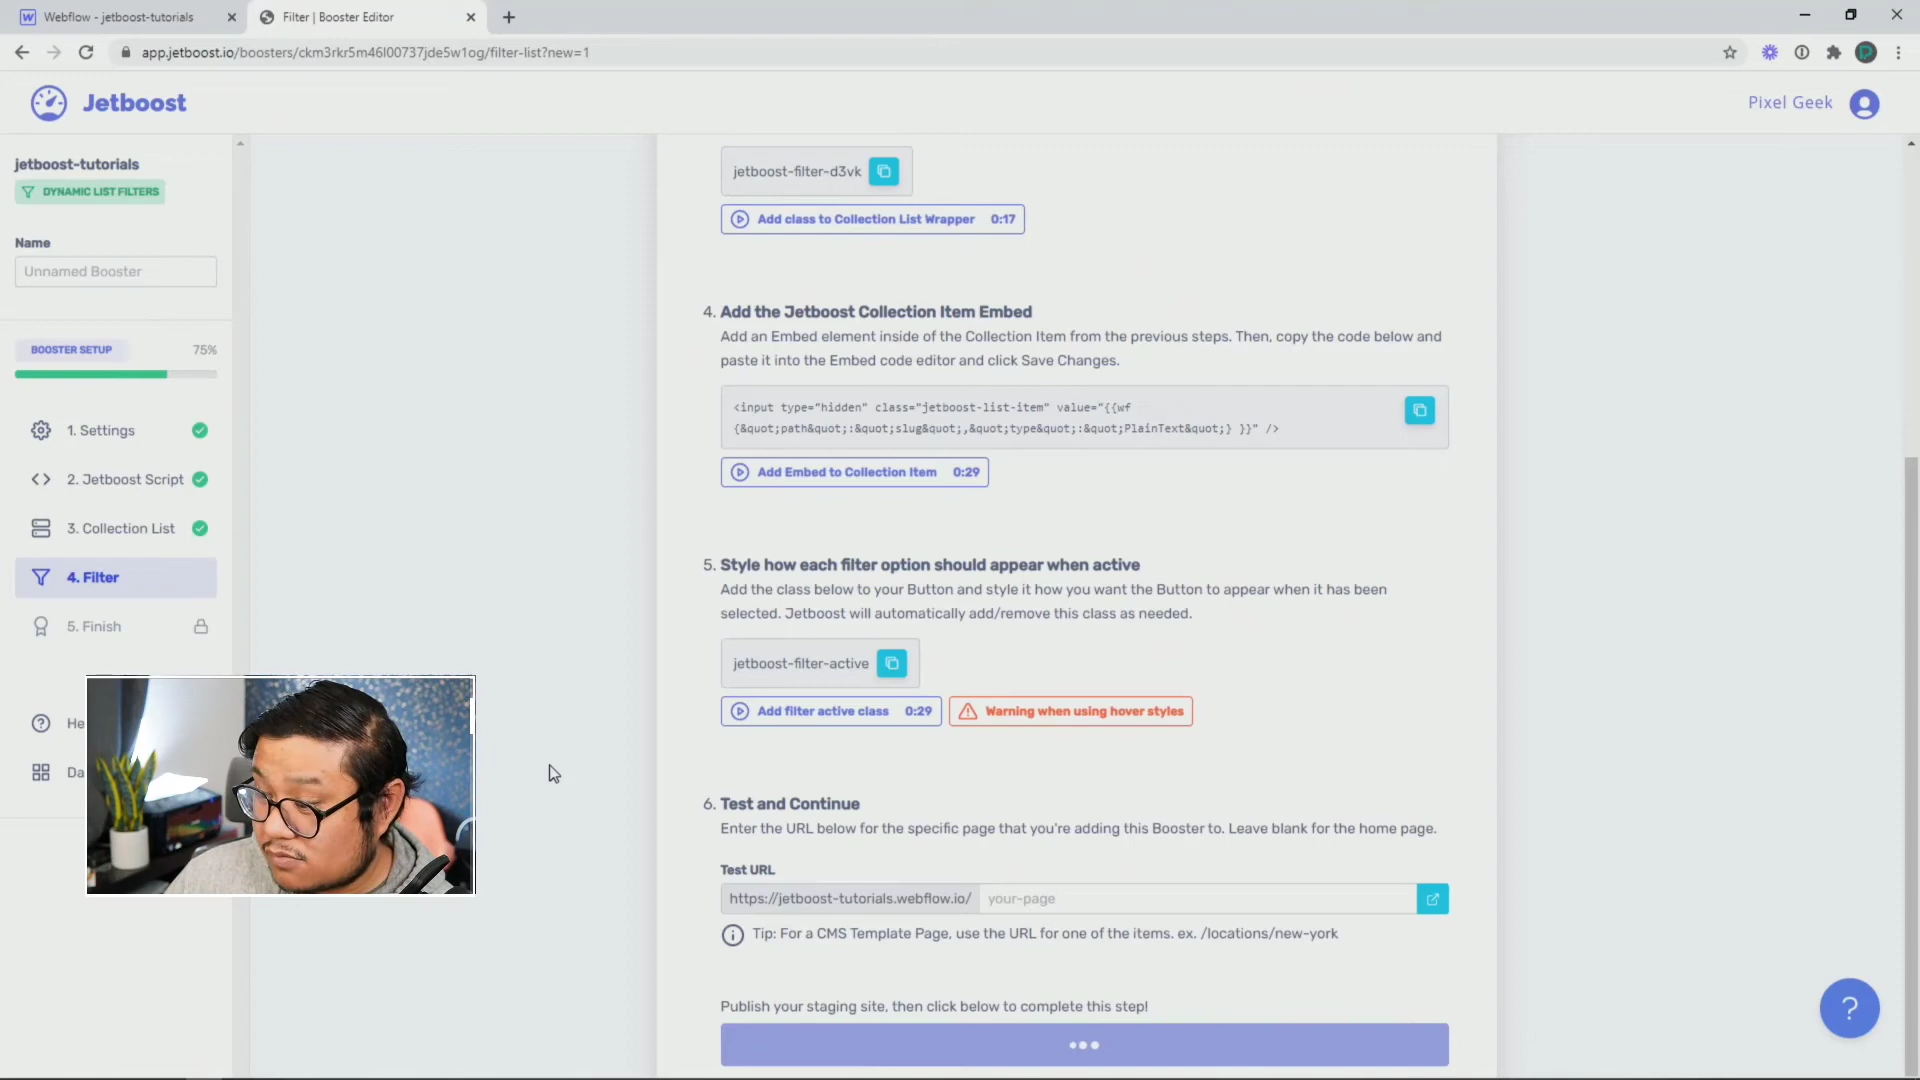 Webflow - jetboost-tutorials
Filter | Booster Editor
app.jetboost.io/boosters/ckm3rkr5m46l00737jde5w1og/filter-list?new=1
Jetboost
Pixel Geek
jetboost-tutorials
DYNAMIC LIST FILTERS
Name
Unnamed Booster
BOOSTER SETUP 75%
1. Settings
2. Jetboost Script
3. Collection List
4. Filter
5. Finish
He
Da
jetboost-filter-d3vk
Add class to Collection List Wrapper 0:17
4. Add the Jetboost Collection Item Embed
Add an Embed element inside of the Collection Item from the previous steps. Then, copy the code below and
paste it into the Embed code editor and click Save Changes.
<input type="hidden" class="jetboost-list-item" value="{{wf
{&quot;path&quot;:&quot;slug&quot;,&quot;type&quot;:&quot;PlainText&quot;} }}" />
Add Embed to Collection Item 0:29
5. Style how each filter option should appear when active
Add the class below to your Button and style it how you want the Button to appear when it has been
selected. Jetboost will automatically add/remove this class as needed.
jetboost-filter-active
Add filter active class 0:29
Warning when using hover styles
6. Test and Continue
Enter the URL below for the specific page that you're adding this Booster to. Leave blank for the home page.
Test URL
https://jetboost-tutorials.webflow.io/ your-page
Tip: For a CMS Template Page, use the URL for one of the items. ex. /locations/new-york
Publish your staging site, then click below to complete this step!
?